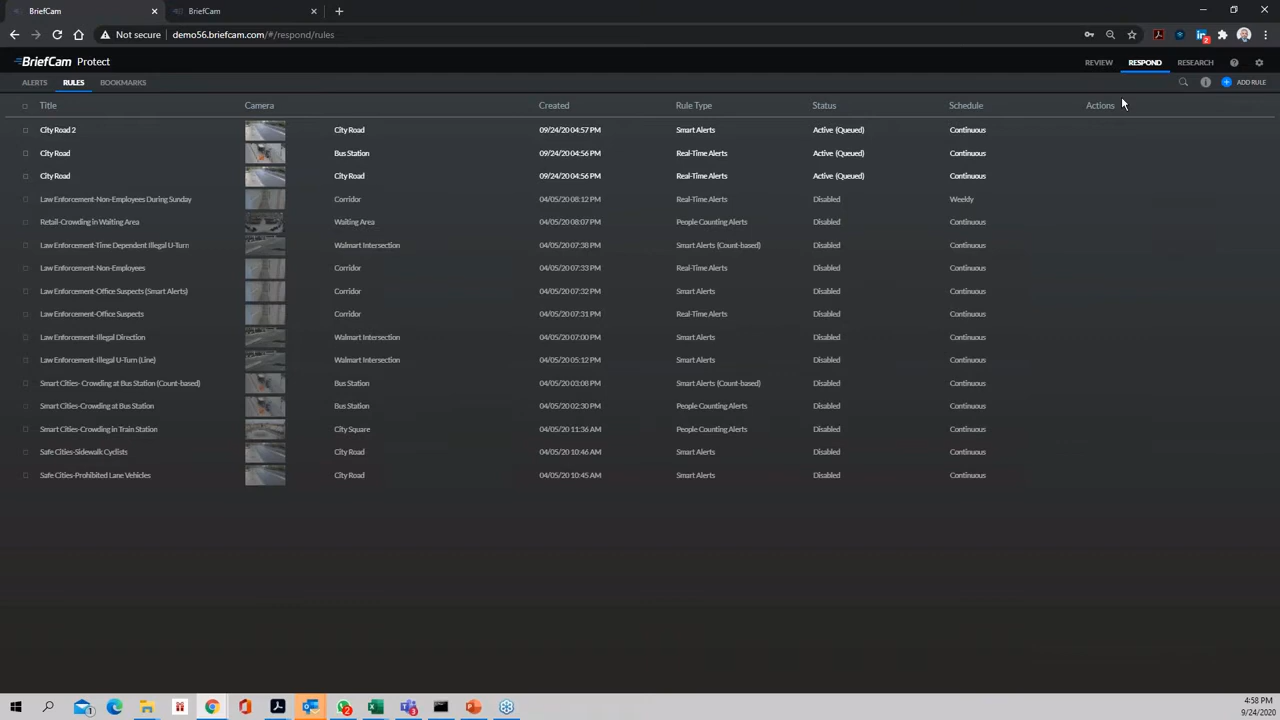 BriefCam
BriefCam
Not secure demo56.briefcam.com/#/respond/rules
2
BriefCam Protect
REVIEW RESPOND RESEARCH
ALERTS RULES BOOKMARKS
ADD RULE
Title Camera Created Rule Type Status Schedule Actions
City Road 2 City Road 09/24/20 04:57 PM Smart Alerts Active (Queued) Continuous
City Road Bus Station 09/24/20 04:56 PM Real-Time Alerts Active (Queued) Continuous
City Road City Road 09/24/20 04:56 PM Real-Time Alerts Active (Queued) Continuous
Law Enforcement-Non-Employees During Sunday Corridor 04/05/20 08:12 PM Real-Time Alerts Disabled Weekly
Retail-Crowding in Waiting Area Waiting Area 04/05/20 08:07 PM People Counting Alerts Disabled Continuous
Law Enforcement-Time Dependent Illegal U-Turn Walmart Intersection 04/05/20 07:38 PM Smart Alerts (Count-based) Disabled Continuous
Law Enforcement-Non-Employees Corridor 04/05/20 07:33 PM Real-Time Alerts Disabled Continuous
Law Enforcement-Office Suspects (Smart Alerts) Corridor 04/05/20 07:32 PM Smart Alerts Disabled Continuous
Law Enforcement-Office Suspects Corridor 04/05/20 07:31 PM Real-Time Alerts Disabled Continuous
Law Enforcement-Illegal Direction Walmart Intersection 04/05/20 07:00 PM Smart Alerts Disabled Continuous
Law Enforcement-Illegal U-Turn (Line) Walmart Intersection 04/05/20 05:12 PM Smart Alerts Disabled Continuous
Smart Cities- Crowding at Bus Station (Count-based) Bus Station 04/05/20 03:08 PM Smart Alerts (Count-based) Disabled Continuous
Smart Cities-Crowding at Bus Station Bus Station 04/05/20 02:30 PM People Counting Alerts Disabled Continuous
Smart Cities-Crowding in Train Station City Square 04/05/20 11:36 AM People Counting Alerts Disabled Continuous
Safe Cities-Sidewalk Cyclists City Road 04/05/20 10:46 AM Smart Alerts Disabled Continuous
Safe Cities-Prohibited Lane Vehicles City Road 04/05/20 10:45 AM Smart Alerts Disabled Continuous
1 2 3
4:58 PM
9/24/2020